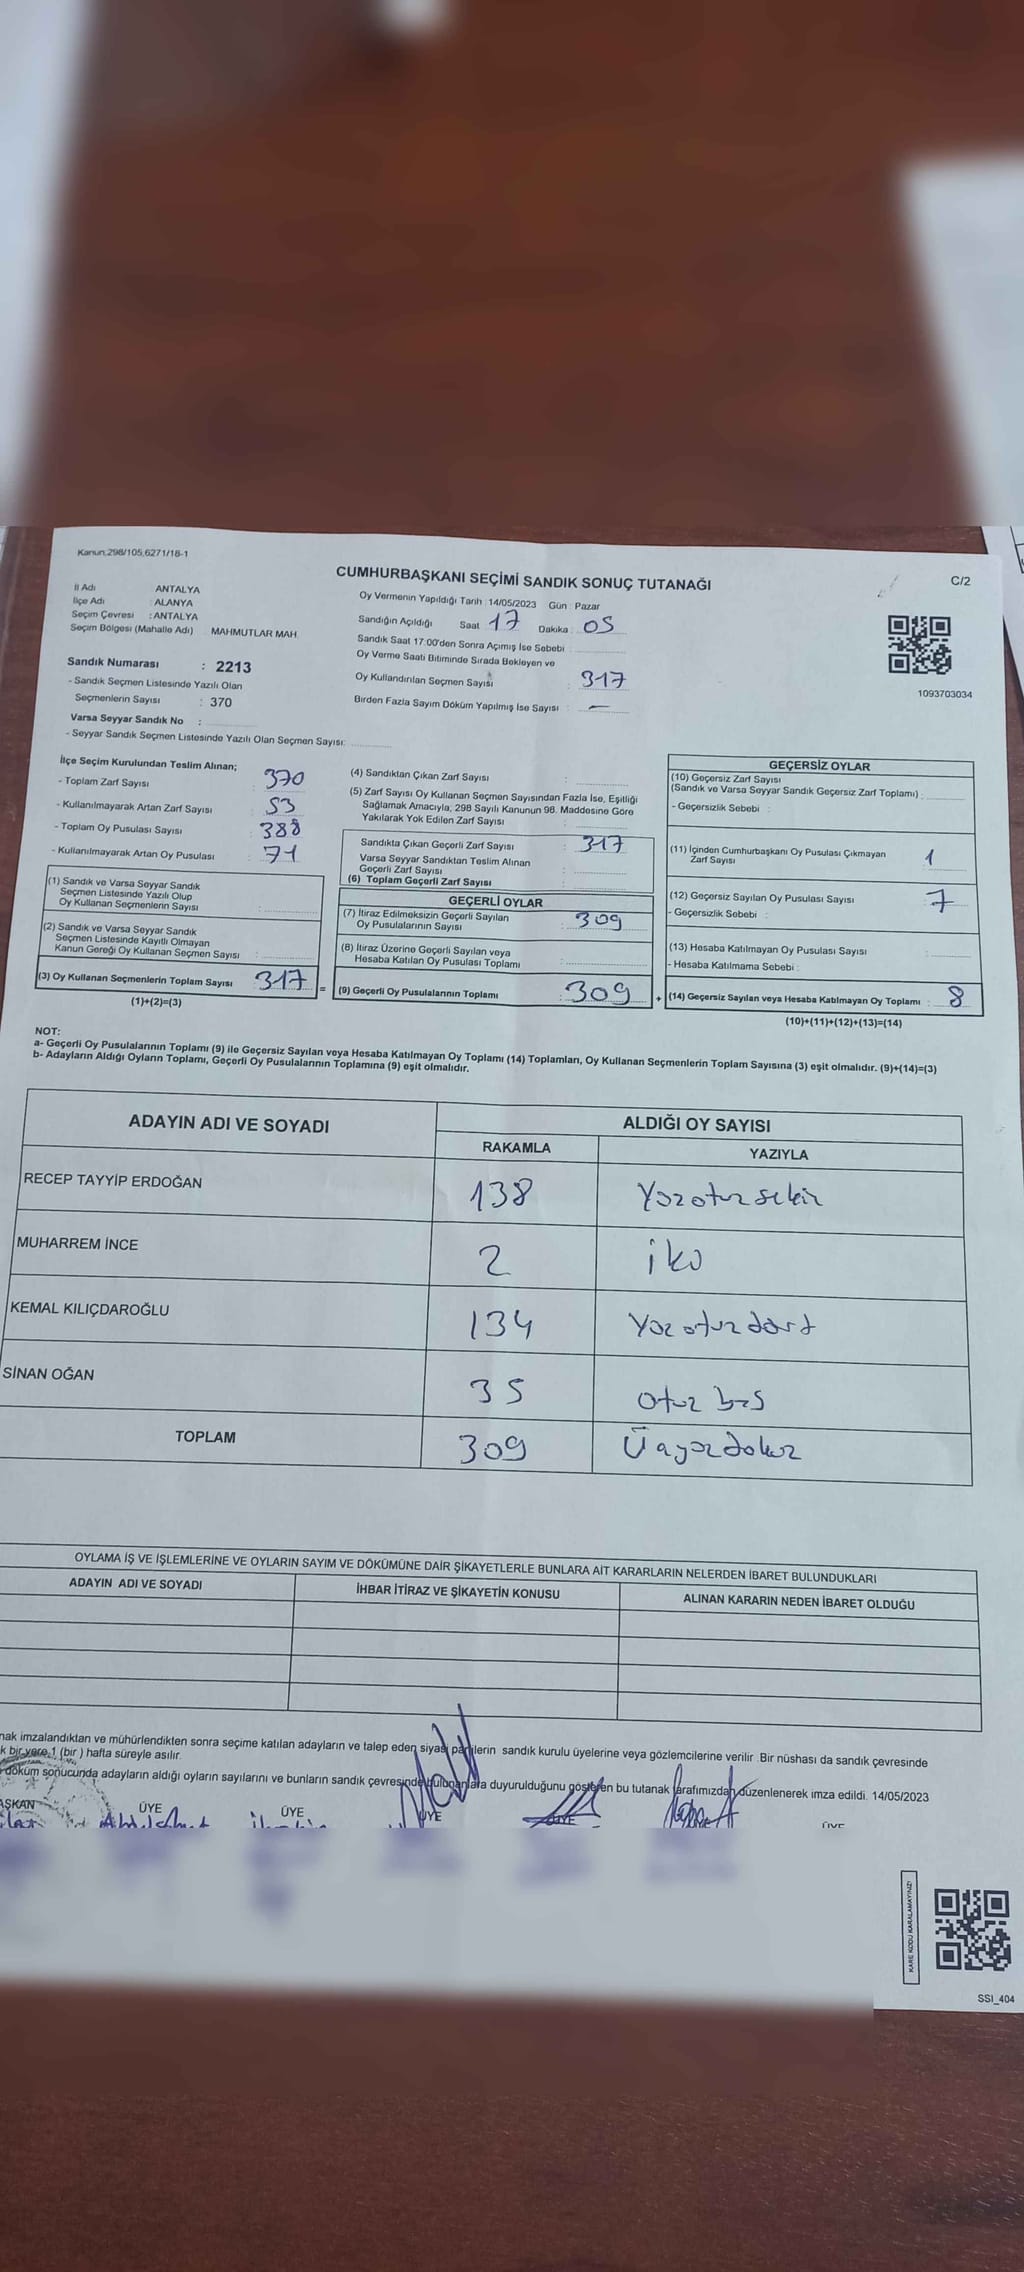 Kanun,298/105,6271/18-1
CUMHURBAŞKANI SEÇİMİ SANDIK SONUÇ TUTANAĞI
C/2
İl Adı ANTALYA
İlçe Adı ALANYA
Seçim Çevresi : ANTALYA
Seçim Bölgesi (Mahalle Adı) MAHMUTLAR MAH.
Sandık Numarası : 2213
- Sandık Seçmen Listesinde Yazılı Olan
Seçmenlerin Sayısı : 370
Varsa Seyyar Sandık No :
- Seyyar Sandık Seçmen Listesinde Yazılı Olan Seçmen Sayısı:
Oy Vermenin Yapıldığı Tarih : 14/05/2023 Gün : Pazar
Sandığın Açıldığı Saat 17 Dakika 05
Sandık Saat 17:00'den Sonra Açımış İse Sebebi
Oy Verme Saati Bitiminde Sırada Bekleyen ve
Oy Kullandırılan Seçmen Sayısı : 317
Birden Fazla Sayım Döküm Yapılmış İse Sayısı : -
1093703034
İlçe Seçim Kurulundan Teslim Alınan;
- Toplam Zarf Sayısı 370
- Kullanılmayarak Artan Zarf Sayısı 53
- Toplam Oy Pusulası Sayısı 388
- Kullanılmayarak Artan Oy Pusulası 71
(1) Sandık ve Varsa Seyyar Sandık
Seçmen Listesinde Yazılı Olup
Oy Kullanan Seçmenlerin Sayısı :
(2) Sandık ve Varsa Seyyar Sandık
Seçmen Listesinde Kayıtlı Olmayan
Kanun Gereği Oy Kullanan Seçmen Sayısı :
(3) Oy Kullanan Seçmenlerin Toplam Sayısı : 317 =
(1)+(2)=(3)
(4) Sandıktan Çıkan Zarf Sayısı :
(5) Zarf Sayısı Oy Kullanan Seçmen Sayısından Fazla İse, Eşitliği
Sağlamak Amacıyla, 298 Sayılı Kanunun 98. Maddesine Göre
Yakılarak Yok Edilen Zarf Sayısı :
Sandıkta Çıkan Geçerli Zarf Sayısı : 317
Varsa Seyyar Sandıktan Teslim Alınan
Geçerli Zarf Sayısı :
(6) Toplam Geçerli Zarf Sayısı :
GEÇERLİ OYLAR
(7) İtiraz Edilmeksizin Geçerli Sayılan
Oy Pusulalarının Sayısı : 309
(8) İtiraz Üzerine Geçerli Sayılan veya
Hesaba Katılan Oy Pusulası Toplamı :
(9) Geçerli Oy Pusulalarının Toplamı : 309 +
GEÇERSİZ OYLAR
(10) Geçersiz Zarf Sayısı
(Sandık ve Varsa Seyyar Sandık Geçersiz Zarf Toplamı) :
- Geçersizlik Sebebi :
(11) İçinden Cumhurbaşkanı Oy Pusulası Çıkmayan
Zarf Sayısı 1
(12) Geçersiz Sayılan Oy Pusulası Sayısı 7
- Geçersizlik Sebebi :
(13) Hesaba Katılmayan Oy Pusulası Sayısı :
- Hesaba Katılmama Sebebi :
(14) Geçersiz Sayılan veya Hesaba Katılmayan Oy Toplamı : 8
(10)+(11)+(12)+(13)=(14)
NOT:
a- Geçerli Oy Pusulalarının Toplamı (9) ile Geçersiz Sayılan veya Hesaba Katılmayan Oy Toplamı (14) Toplamları, Oy Kullanan Seçmenlerin Toplam Sayısına (3) eşit olmalıdır. (9)+(14)=(3)
b- Adayların Aldığı Oyların Toplamı, Geçerli Oy Pusulalarının Toplamına (9) eşit olmalıdır.
ADAYIN ADI VE SOYADI ALDIĞI OY SAYISI
RAKAMLA YAZIYLA
RECEP TAYYİP ERDOĞAN 138 Yüzotuzsekiz
MUHARREM İNCE 2 iki
KEMAL KILIÇDAROĞLU 134 Yüzotuzdört
SİNAN OĞAN 35 otuz beş
TOPLAM 309 Üçyüzdokuz
OYLAMA İŞ VE İŞLEMLERİNE VE OYLARIN SAYIM VE DÖKÜMÜNE DAİR ŞİKAYETLERLE BUNLARA AİT KARARLARIN NELERDEN İBARET BULUNDUKLARI
ADAYIN ADI VE SOYADI İHBAR İTİRAZ VE ŞİKAYETİN KONUSU ALINAN KARARIN NEDEN İBARET OLDUĞU
imzalandıktan ve mühürlendikten sonra seçime katılan adayların ve talep eden siyasi partilerin sandık kurulu üyelerine veya gözlemcilerine verilir. Bir nüshası da sandık çevresinde
bir yere 1 (bir ) hafta süreyle asılır.
döküm sonucunda adayların aldığı oyların sayılarını ve bunların sandık çevresinde bulunanlara duyurulduğunu gösteren bu tutanak tarafımızdan düzenlenerek imza edildi. 14/05/2023
ÜYE ÜYE ÜYE ÜYE ÜYE
KARE KODU KARALAMAYINIZ!
SSI_404